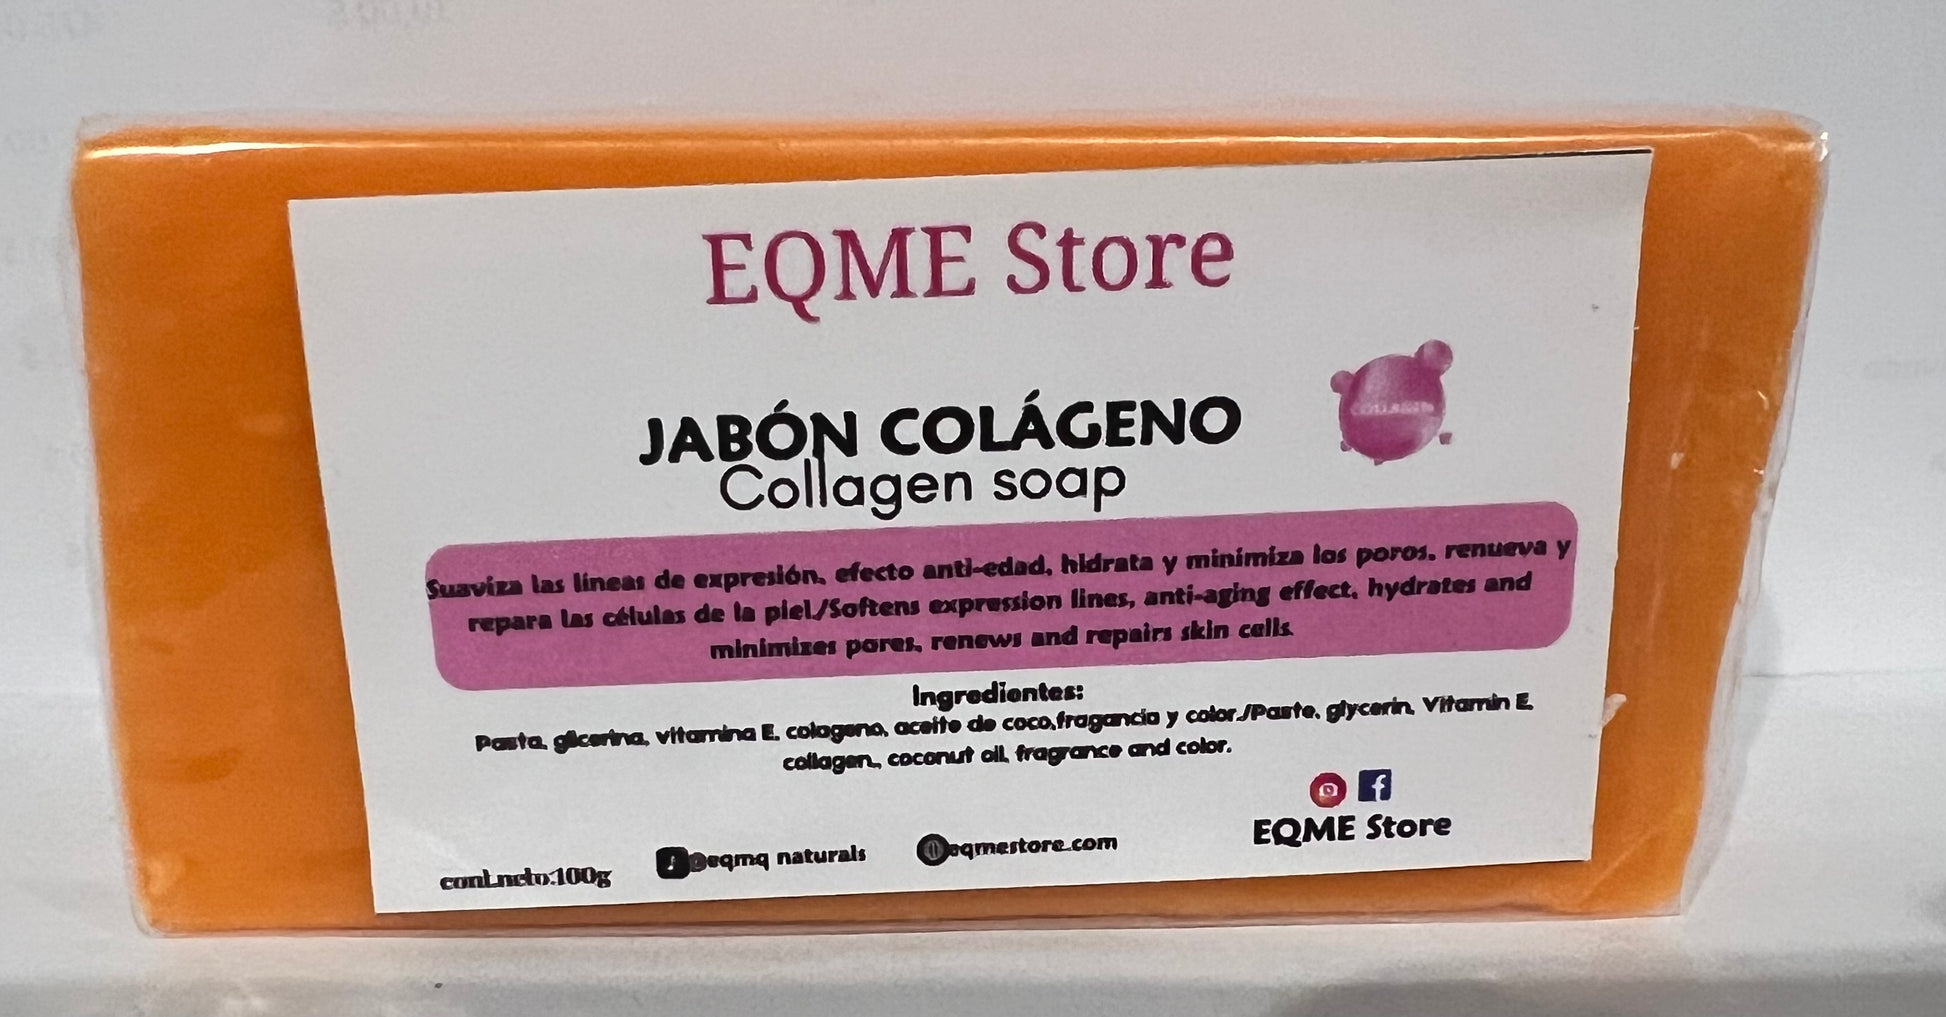 EQME Store
JABÓN COLÁGENO
Collagen soap
Suaviza las líneas de expresión, efecto anti-edad, hidrata y minimiza los poros, renueva y
repara las células de la piel./Softens expression lines, anti-aging effect, hydrates and
minimizes pores, renews and repairs skin cells.
Ingredientes:
Pasta, glicerina, vitamina E, cologeno, aceite de coco,fragancia y color./Paste, glycerin, Vitamin E,
collagen,, coconut oil, fragrance and color.
EQME Store
cont.neto:100g
@eqmq naturals
eqmestore.com